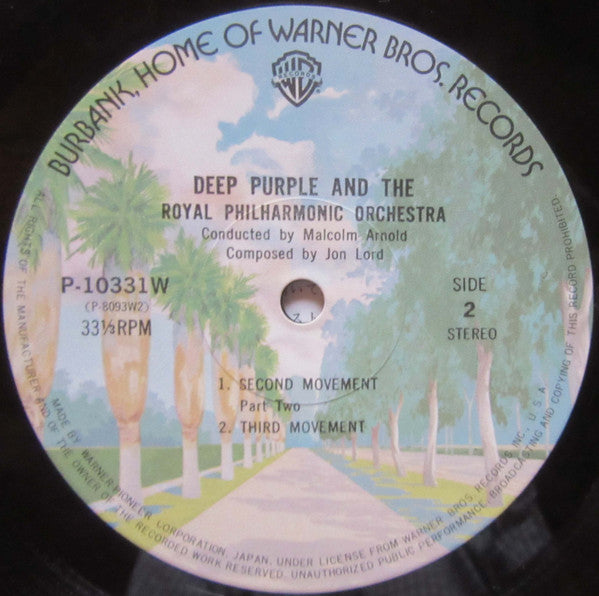 BURBANK, HOME OF WARNER BROS. RECORDS
WB
RECORDS
DEEP PURPLE AND THE
ROYAL PHILHARMONIC ORCHESTRA
Conducted by Malcolm Arnold
Composed by Jon Lord
P-10331W
(P-8093W2)
33⅓RPM
SIDE
2
STEREO
1. SECOND MOVEMENT
Part Two
2. THIRD MOVEMENT
MADE BY WARNER-PIONEER CORPORATION, JAPAN, UNDER LICENSE FROM WARNER BROS RECORDS INC., U.S.A.
ALL RIGHTS OF THE MANUFACTURER AND OF THE OWNER OF THE RECORDED WORK RESERVED. UNAUTHORIZED PUBLIC PERFORMANCE, BROADCASTING AND COPYING OF THIS RECORD PROHIBITED.